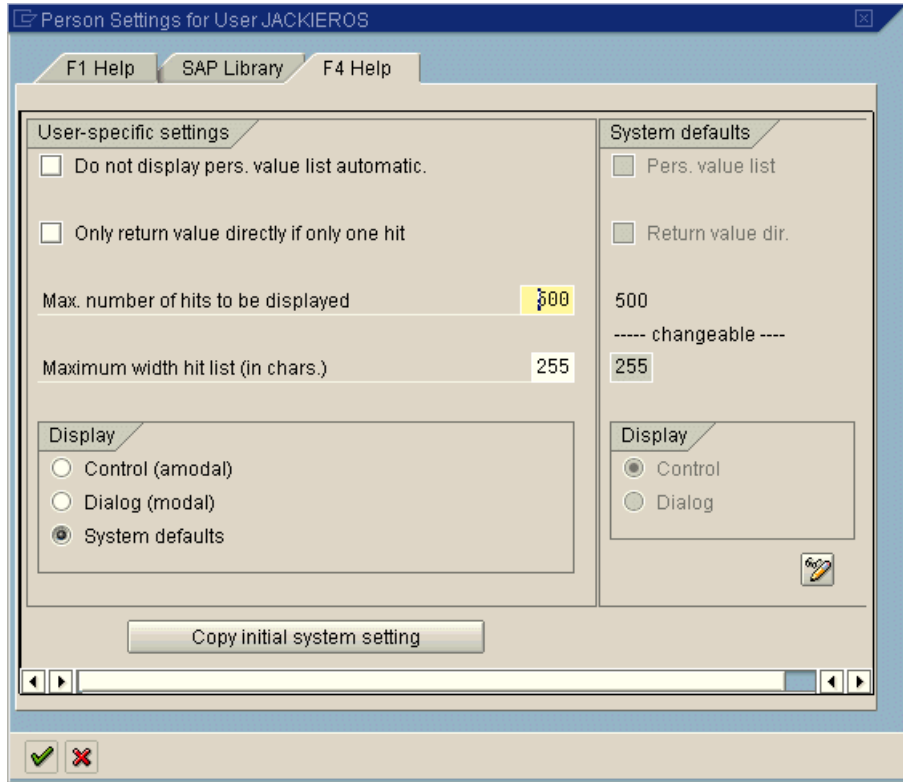 Person Settings for User JACKIEROS
F1 Help SAP Library F4 Help
User-specific settings
Do not display pers. value list automatic.
Only return value directly if only one hit
Max. number of hits to be displayed 500
Maximum width hit list (in chars.) 255
Display
Control (amodal)
Dialog (modal)
System defaults
System defaults
Pers. value list
Return value dir.
500
----- changeable ----
255
Display
Control
Dialog
Copy initial system setting